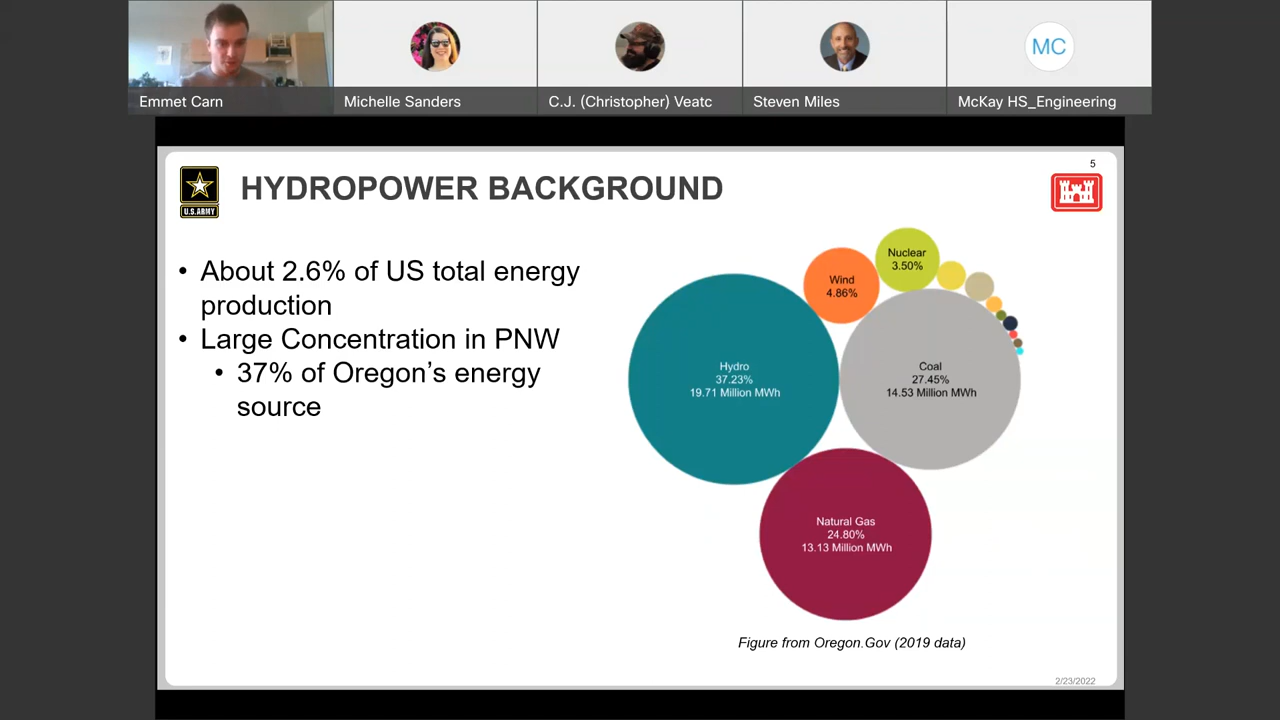 Emmet Carn
Michelle Sanders
C.J. (Christopher) Veatc
Steven Miles
MC
McKay HS_Engineering
5
U.S.ARMY
HYDROPOWER BACKGROUND
• About 2.6% of US total energy
production
• Large Concentration in PNW
• 37% of Oregon’s energy
source
Nuclear
3.50%
Wind
4.86%
Hydro
37.23%
19.71 Million MWh
Coal
27.45%
14.53 Million MWh
Natural Gas
24.80%
13.13 Million MWh
Figure from Oregon.Gov (2019 data)
2/23/2022